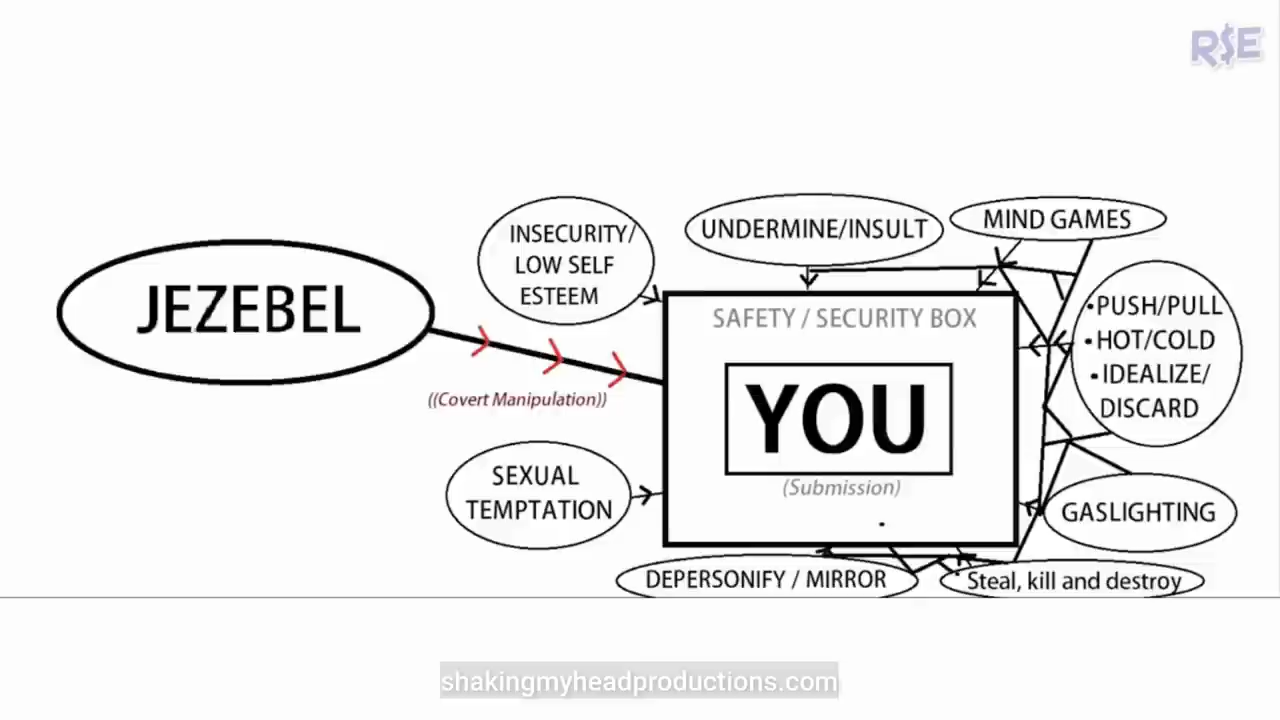 R$E
INSECURITY/
LOW SELF
ESTEEM
UNDERMINE/INSULT
MIND GAMES
JEZEBEL
((Covert Manipulation))
SAFETY / SECURITY BOX
YOU
(Submission)
•PUSH/PULL
•HOT/COLD
•IDEALIZE/
DISCARD
SEXUAL
TEMPTATION
GASLIGHTING
DEPERSONIFY / MIRROR
Steal, kill and destroy
shakingmyheadproductions.com